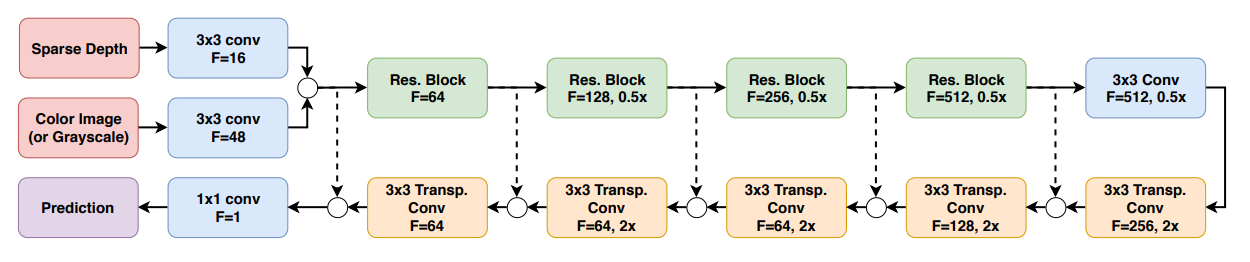 Sparse Depth
3x3 conv
F=16
Color Image
(or Grayscale)
3x3 conv
F=48
Res. Block
F=64
Res. Block
F=128, 0.5x
Res. Block
F=256, 0.5x
Res. Block
F=512, 0.5x
3x3 Conv
F=512, 0.5x
Prediction
1x1 conv
F=1
3x3 Transp.
Conv
F=64
3x3 Transp.
Conv
F=64, 2x
3x3 Transp.
Conv
F=64, 2x
3x3 Transp.
Conv
F=128, 2x
3x3 Transp.
Conv
F=256, 2x